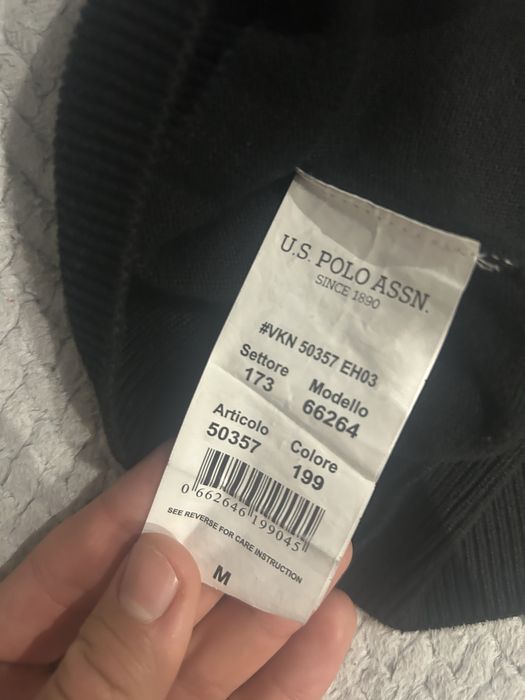 U.S. POLO ASSN.
SINCE 1890
#VKN 50357 EH03
Settore Modello
173 66264
Articolo Colore
50357 199
0 662646 199045
SEE REVERSE FOR CARE INSTRUCTION
M